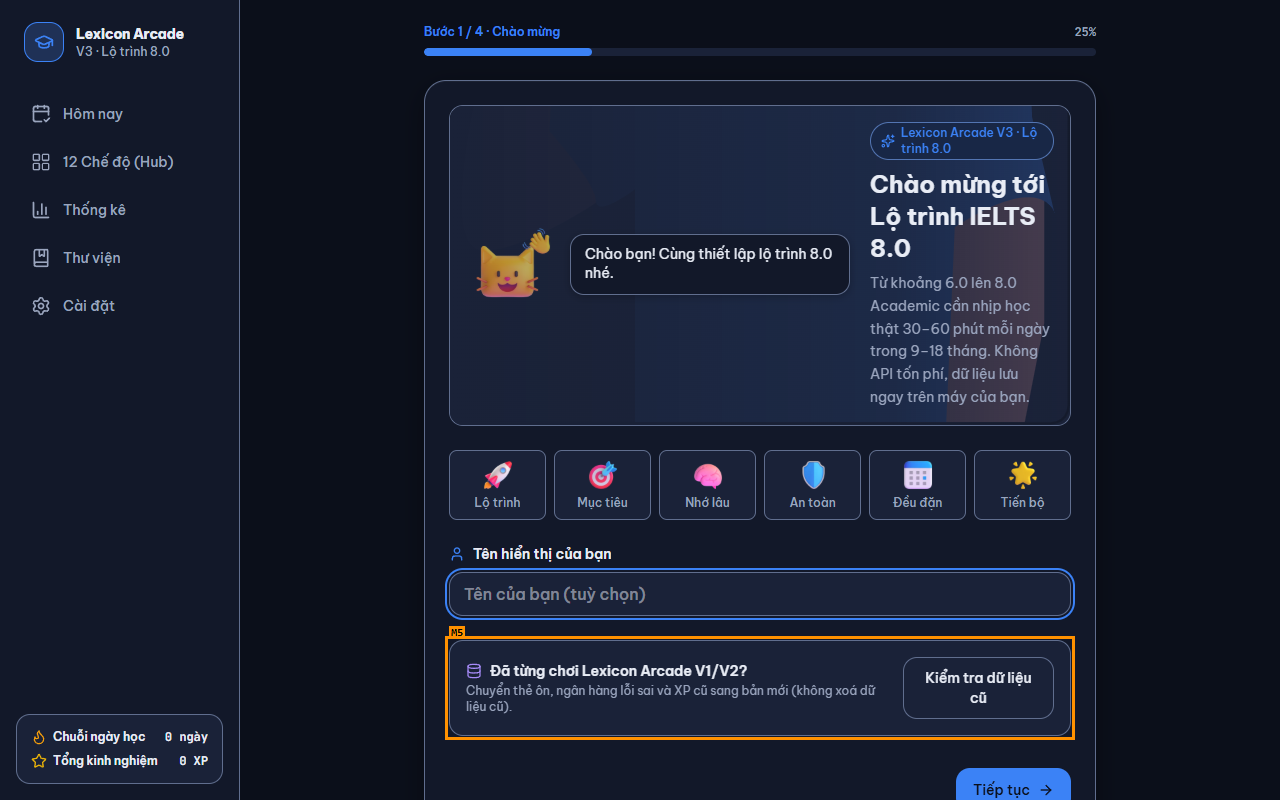 Lexicon Arcade
V3 · Lộ trình 8.0
Hôm nay
12 Chế độ (Hub)
Thống kê
Thư viện
Cài đặt
Chuỗi ngày học 0 ngày
Tổng kinh nghiệm 0 XP
Bước 1 / 4 · Chào mừng 25%
Chào bạn! Cùng thiết lập lộ trình 8.0
nhé.
Lexicon Arcade V3 · Lộ
trình 8.0
Chào mừng tới
Lộ trình IELTS
8.0
Từ khoảng 6.0 lên 8.0
Academic cần nhịp học
thật 30–60 phút mỗi ngày
trong 9–18 tháng. Không
API tốn phí, dữ liệu lưu
ngay trên máy của bạn.
Lộ trình
Mục tiêu
Nhớ lâu
An toàn
Đều đặn
Tiến bộ
Tên hiển thị của bạn
Tên của bạn (tuỳ chọn)
M5
Đã từng chơi Lexicon Arcade V1/V2?
Chuyển thẻ ôn, ngân hàng lỗi sai và XP cũ sang bản mới (không xoá dữ
liệu cũ).
Kiểm tra dữ liệu
cũ
Tiếp tục